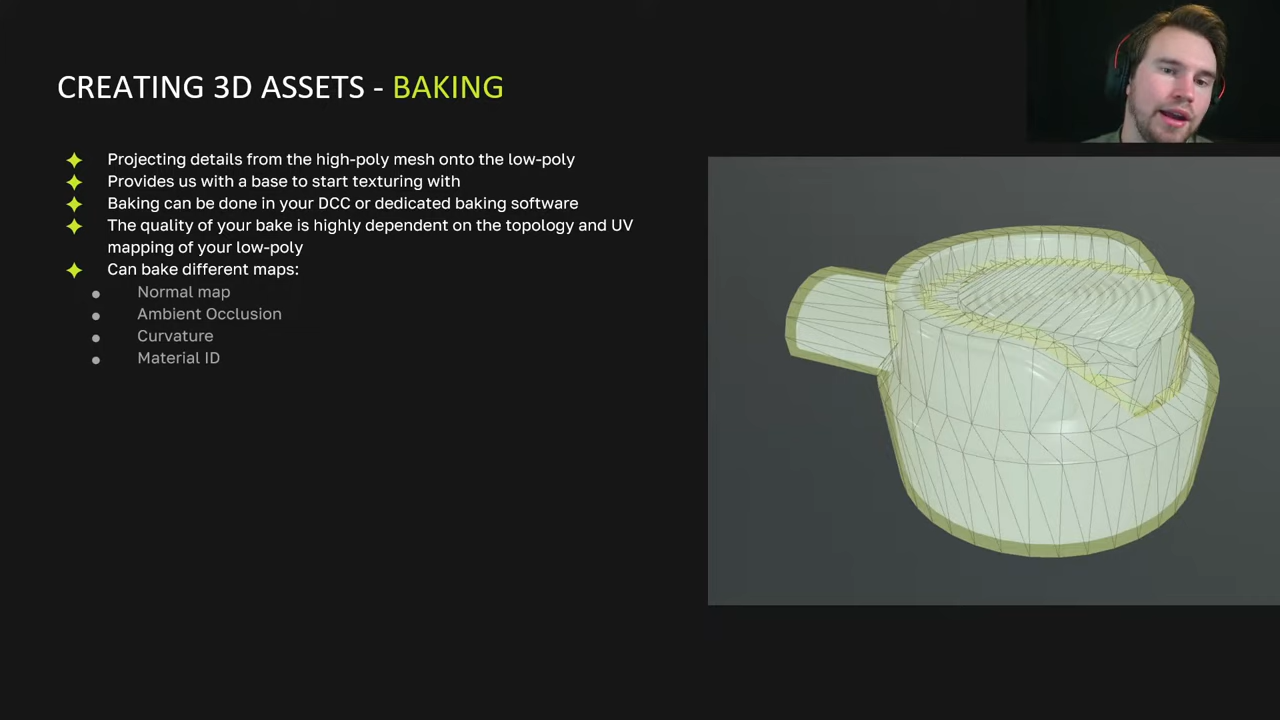 CREATING 3D ASSETS - BAKING
Projecting details from the high-poly mesh onto the low-poly
Provides us with a base to start texturing with
Baking can be done in your DCC or dedicated baking software
The quality of your bake is highly dependent on the topology and UV
mapping of your low-poly
Can bake different maps:
Normal map
Ambient Occlusion
Curvature
Material ID